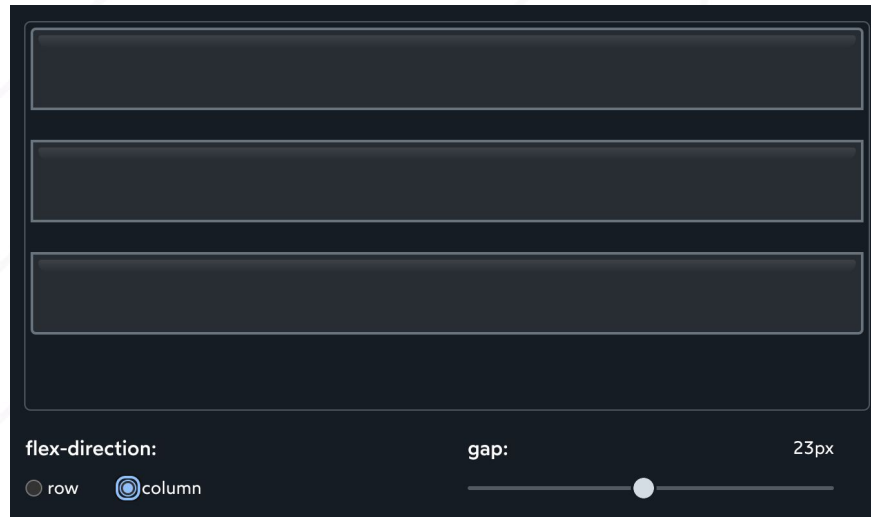 flex-direction:
gap:
23px
row
column